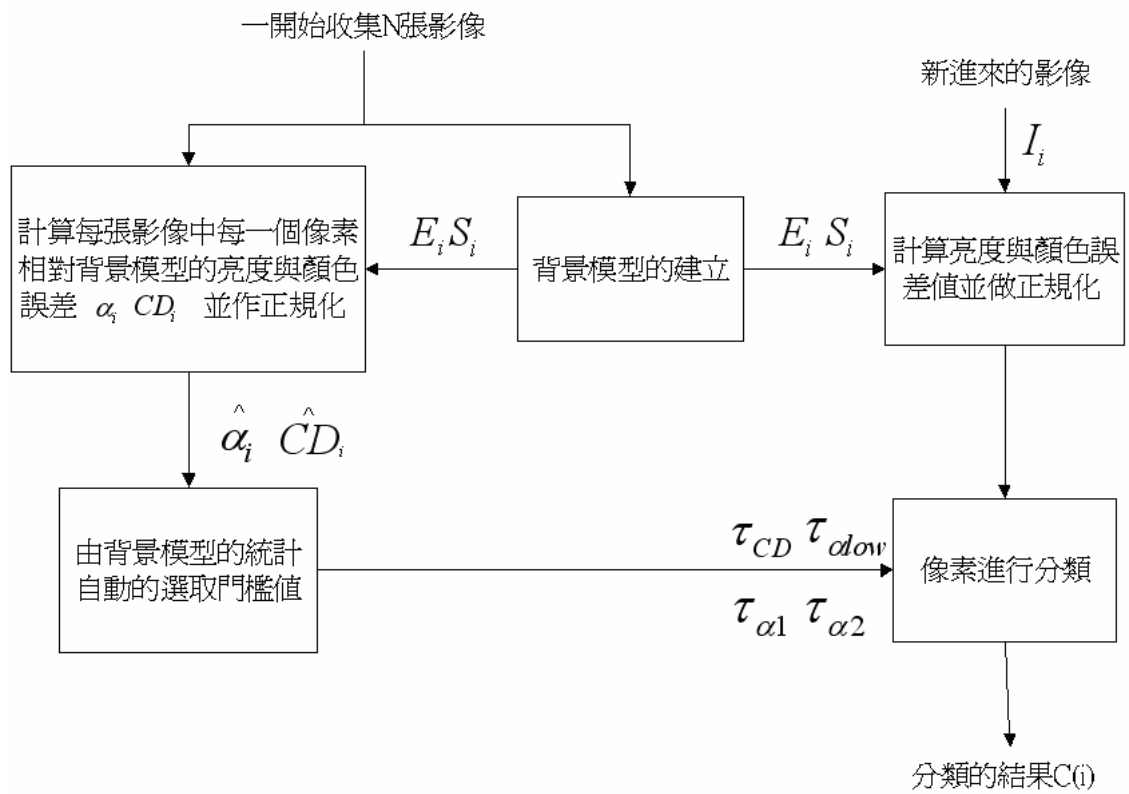 一開始收集N張影像
新進來的影像
I_i
計算每張影像中每一個像素
相對背景模型的亮度與顏色
誤差 α_i CD_i 並作正規化
E_i S_i
背景模型的建立
E_i S_i
計算亮度與顏色誤
差值並做正規化
α̂_i ĈD_i
由背景模型的統計
自動的選取門檻值
τ_CD τ_αlow
τ_α1 τ_α2
像素進行分類
分類的結果C(i)